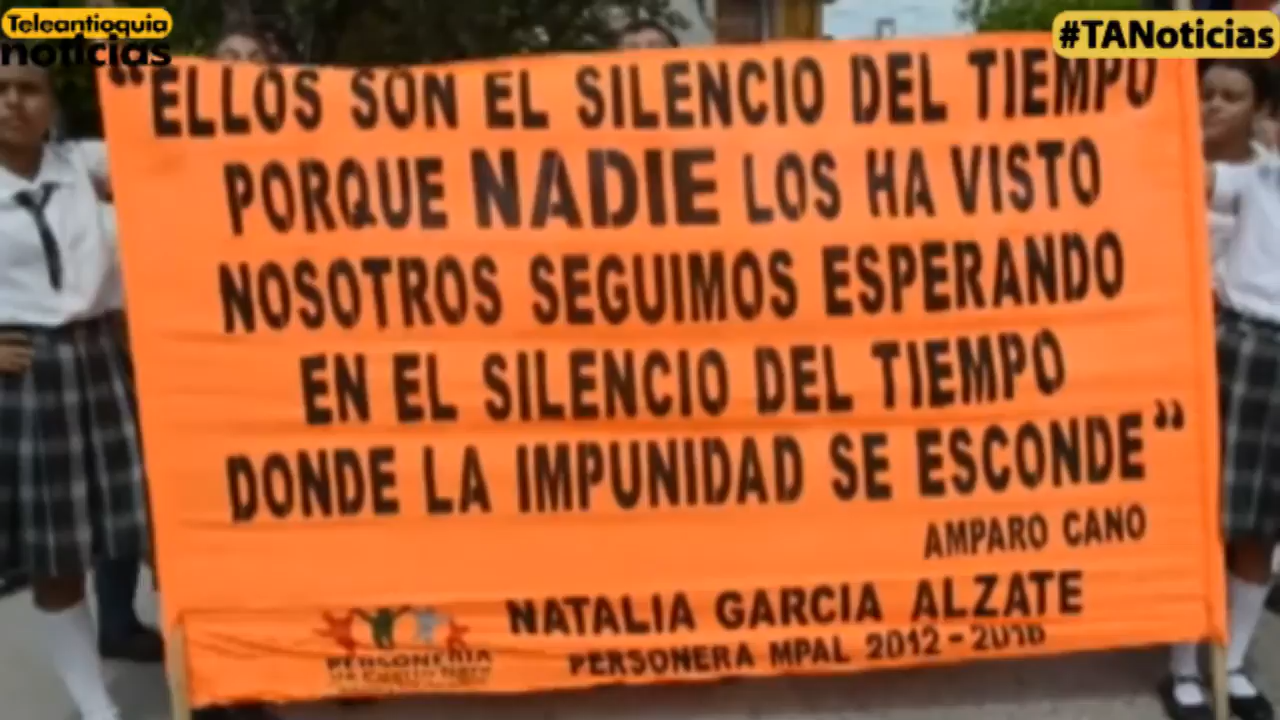 Teleantioquia
noticias
#TANoticias
“ELLOS SON EL SILENCIO DEL TIEMPO
PORQUE NADIE LOS HA VISTO
NOSOTROS SEGUIMOS ESPERANDO
EN EL SILENCIO DEL TIEMPO
DONDE LA IMPUNIDAD SE ESCONDE“
AMPARO CANO
NATALIA GARCIA ALZATE
PERSONERA MPAL 2012-2016
PERSONERIA